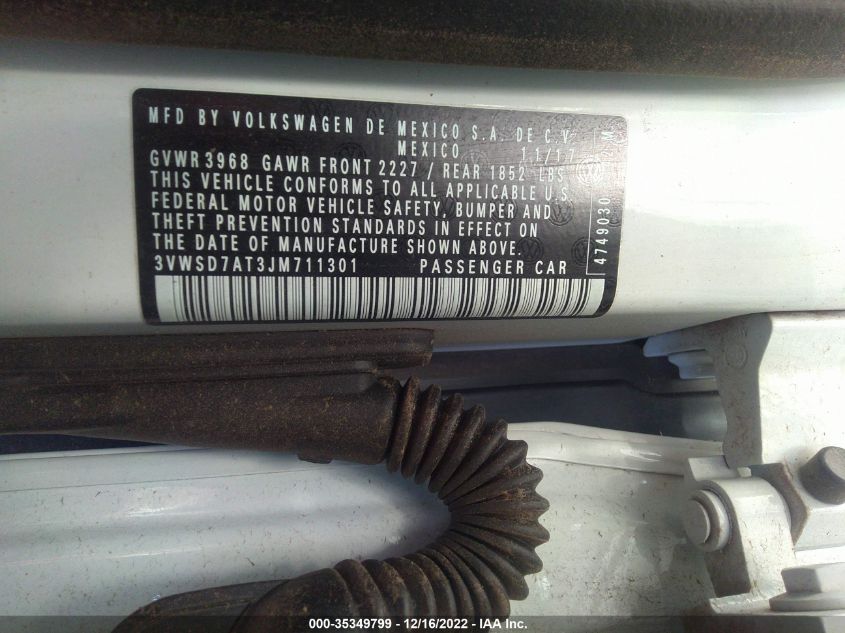 MFD BY VOLKSWAGEN DE MEXICO S.A. DE C.V.
MEXICO 11/17
GVWR 3968 GAWR FRONT 2227 / REAR 1852 LBS
THIS VEHICLE CONFORMS TO ALL APPLICABLE U.S.
FEDERAL MOTOR VEHICLE SAFETY, BUMPER AND
THEFT PREVENTION STANDARDS IN EFFECT ON
THE DATE OF MANUFACTURE SHOWN ABOVE.
3VWSD7AT3JM711301 PASSENGER CAR
4749030
000-35349799 - 12/16/2022 - IAA Inc.